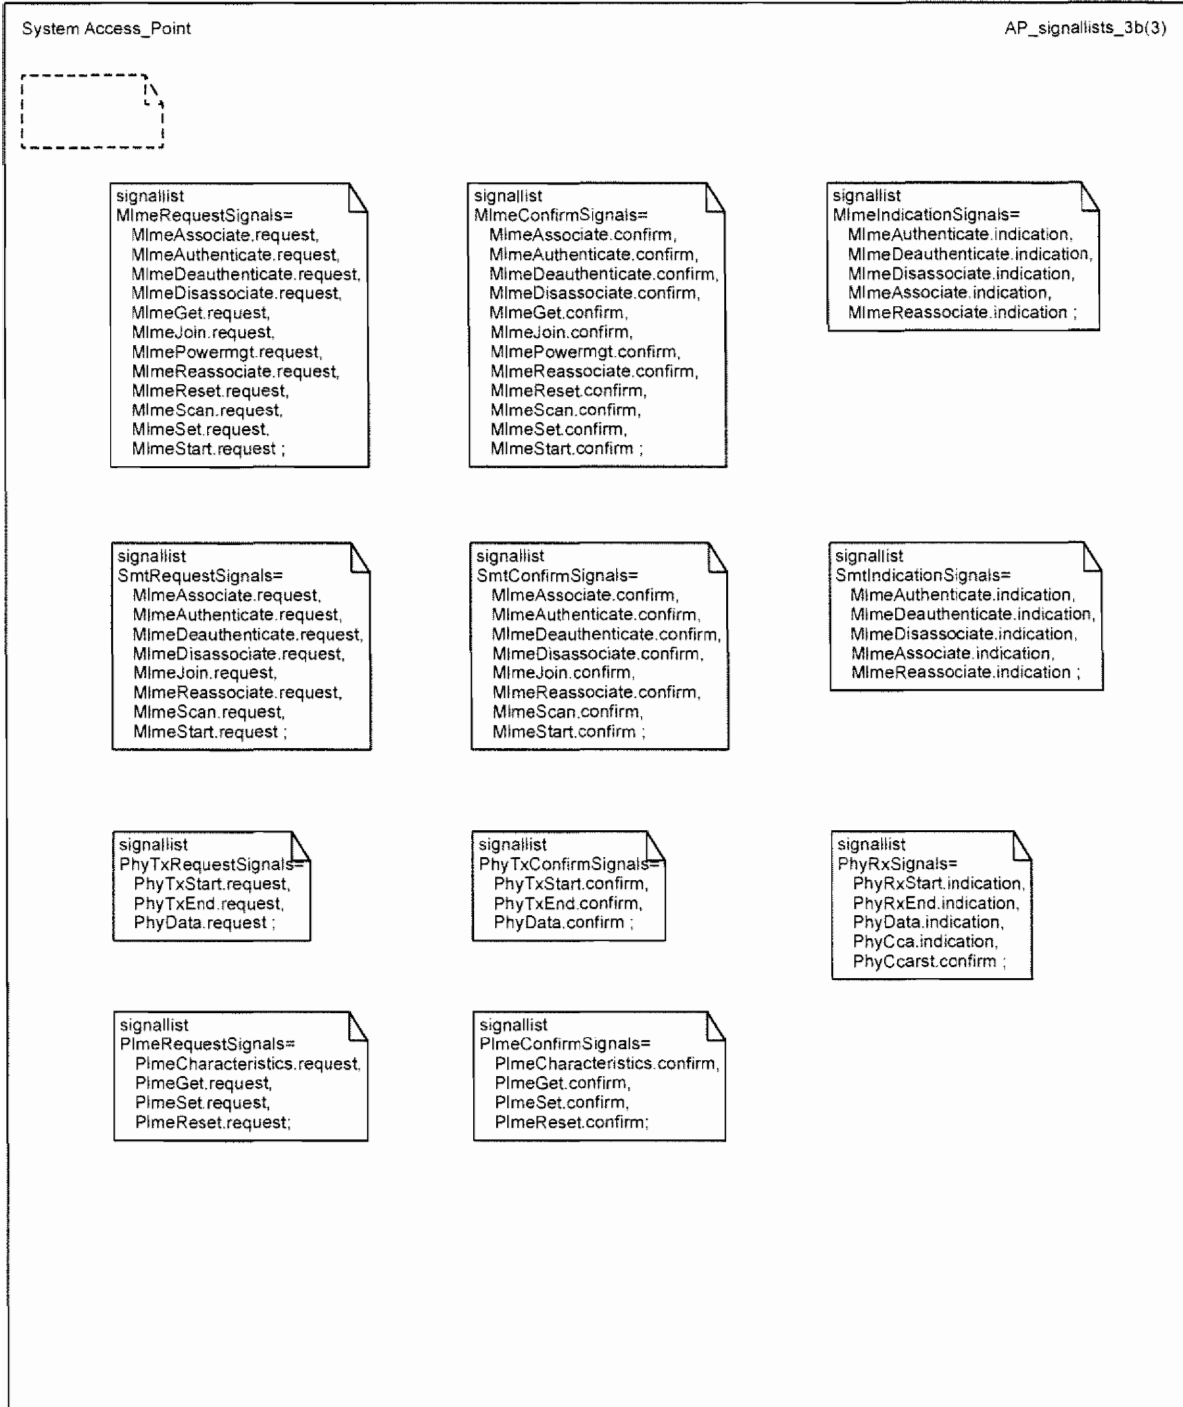 System Access_Point
AP_signallists_3b(3)
signallist
MlmeRequestSignals=
MlmeAssociate.request,
MlmeAuthenticate.request,
MlmeDeauthenticate.request,
MlmeDisassociate.request,
MlmeGet.request,
MlmeJoin.request,
MlmePowermgt.request,
MlmeReassociate.request,
MlmeReset.request,
MlmeScan.request,
MlmeSet.request,
MlmeStart.request ;
signallist
MlmeConfirmSignals=
MlmeAssociate.confirm,
MlmeAuthenticate.confirm,
MlmeDeauthenticate.confirm,
MlmeDisassociate.confirm,
MlmeGet.confirm,
MlmeJoin.confirm,
MlmePowermgt.confirm,
MlmeReassociate.confirm,
MlmeReset.confirm,
MlmeScan.confirm,
MlmeSet.confirm,
MlmeStart.confirm ;
signallist
MlmeIndicationSignals=
MlmeAuthenticate.indication,
MlmeDeauthenticate.indication,
MlmeDisassociate.indication,
MlmeAssociate.indication,
MlmeReassociate.indication ;
signallist
SmtRequestSignals=
MlmeAssociate.request,
MlmeAuthenticate.request,
MlmeDeauthenticate.request,
MlmeDisassociate.request,
MlmeJoin.request,
MlmeReassociate.request,
MlmeScan.request,
MlmeStart.request ;
signallist
SmtConfirmSignals=
MlmeAssociate.confirm,
MlmeAuthenticate.confirm,
MlmeDeauthenticate.confirm,
MlmeDisassociate.confirm,
MlmeJoin.confirm,
MlmeReassociate.confirm,
MlmeScan.confirm,
MlmeStart.confirm ;
signallist
SmtIndicationSignals=
MlmeAuthenticate.indication,
MlmeDeauthenticate.indication,
MlmeDisassociate.indication,
MlmeAssociate.indication,
MlmeReassociate.indication ;
signallist
PhyTxRequestSignals=
PhyTxStart.request,
PhyTxEnd.request,
PhyData.request ;
signallist
PhyTxConfirmSignals=
PhyTxStart.confirm,
PhyTxEnd.confirm,
PhyData.confirm ;
signallist
PhyRxSignals=
PhyRxStart.indication,
PhyRxEnd.indication,
PhyData.indication,
PhyCca.indication,
PhyCcarst.confirm ;
signallist
PlmeRequestSignals=
PlmeCharacteristics.request,
PlmeGet.request,
PlmeSet.request,
PlmeReset.request;
signallist
PlmeConfirmSignals=
PlmeCharacteristics.confirm,
PlmeGet.confirm,
PlmeSet.confirm,
PlmeReset.confirm;